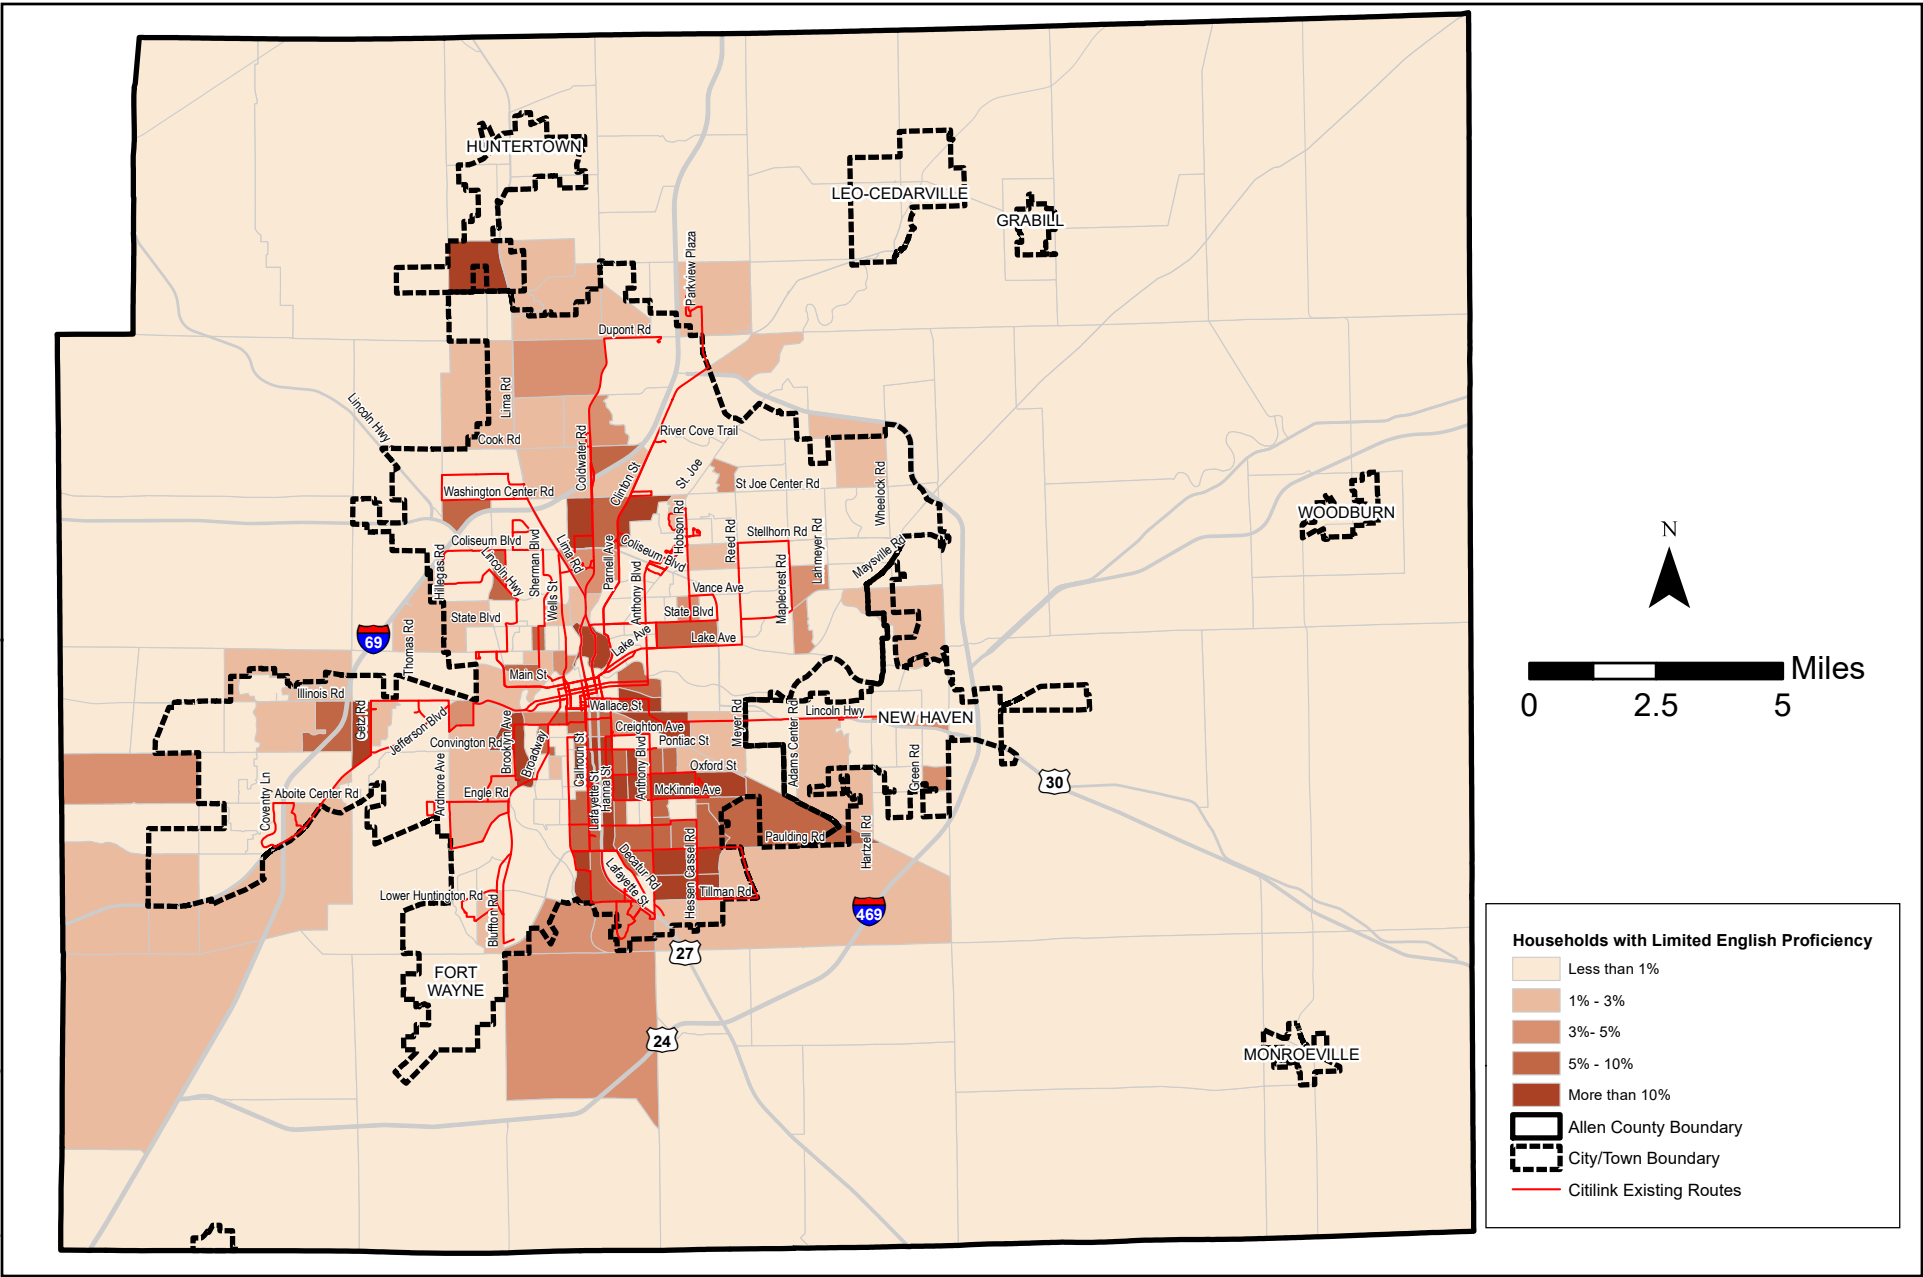 HUNTERTOWN
LEO-CEDARVILLE
GRABILL
Parkview Plaza
Dupont Rd
Lincoln Hwy
Lima Rd
Cook Rd
Coldwater Rd
River Cove Trail
Clinton St
St. Joe
St Joe Center Rd
Wheelock Rd
Washington Center Rd
WOODBURN
Hobson Rd
Reed Rd
Stellhorn Rd
Lahmeyer Rd
Maysville Rd
Coliseum Blvd
Hillegas Rd
Lincoln Hwy
Sherman Blvd
Lima Rd
Parnell Ave
Coliseum Blvd
Anthony Blvd
Vance Ave
Maplecrest Rd
Wells St
State Blvd
State Blvd
69
Thomas Rd
Lake Ave
Lake Ave
Main St
Illinois Rd
Getz Rd
Jefferson Blvd
Wallace St
Meyer Rd
Adams Center Rd
Lincoln Hwy
NEW HAVEN
Creighton Ave
Convington Rd
Brooklyn Ave
Broadway
Pontiac St
Calhoun St
Anthony Blvd
Oxford St
Green Rd
30
Ardmore Ave
Lafayette St
Hanna St
McKinnie Ave
Engle Rd
Coventry Ln
Aboite Center Rd
Paulding Rd
Hartzell Rd
Hessen Cassel Rd
Decatur Rd
Lafayette St
Tillman Rd
Lower Huntington Rd
Bluffton Rd
469
27
FORT
WAYNE
24
MONROEVILLE
N
Miles
0 2.5 5
Households with Limited English Proficiency
Less than 1%
1% - 3%
3%- 5%
5% - 10%
More than 10%
Allen County Boundary
City/Town Boundary
Citilink Existing Routes